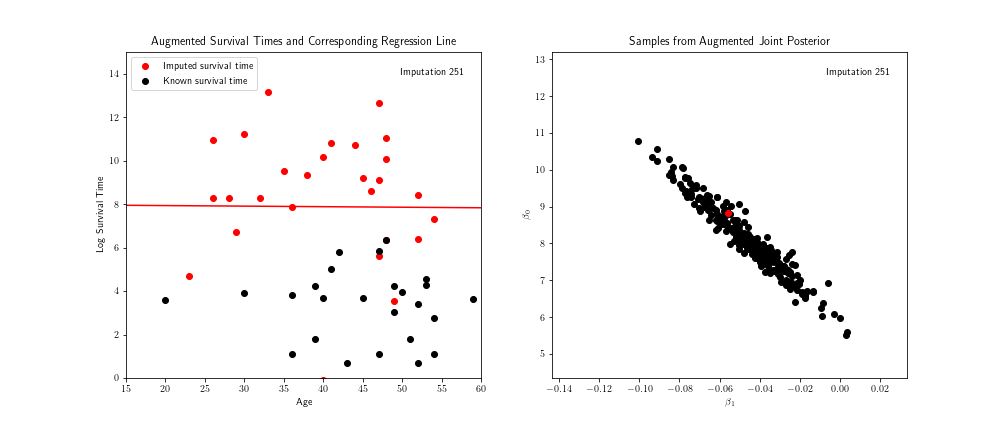 Augmented Survival Times and Corresponding Regression Line
Imputed survival time
Known survival time
Imputation 251
14
12
10
8
6
4
2
0
Log Survival Time
15 20 25 30 35 40 45 50 55 60
Age
Samples from Augmented Joint Posterior
Imputation 251
13
12
11
10
9
8
7
6
5
β0
−0.14 −0.12 −0.10 −0.08 −0.06 −0.04 −0.02 0.00 0.02
β1